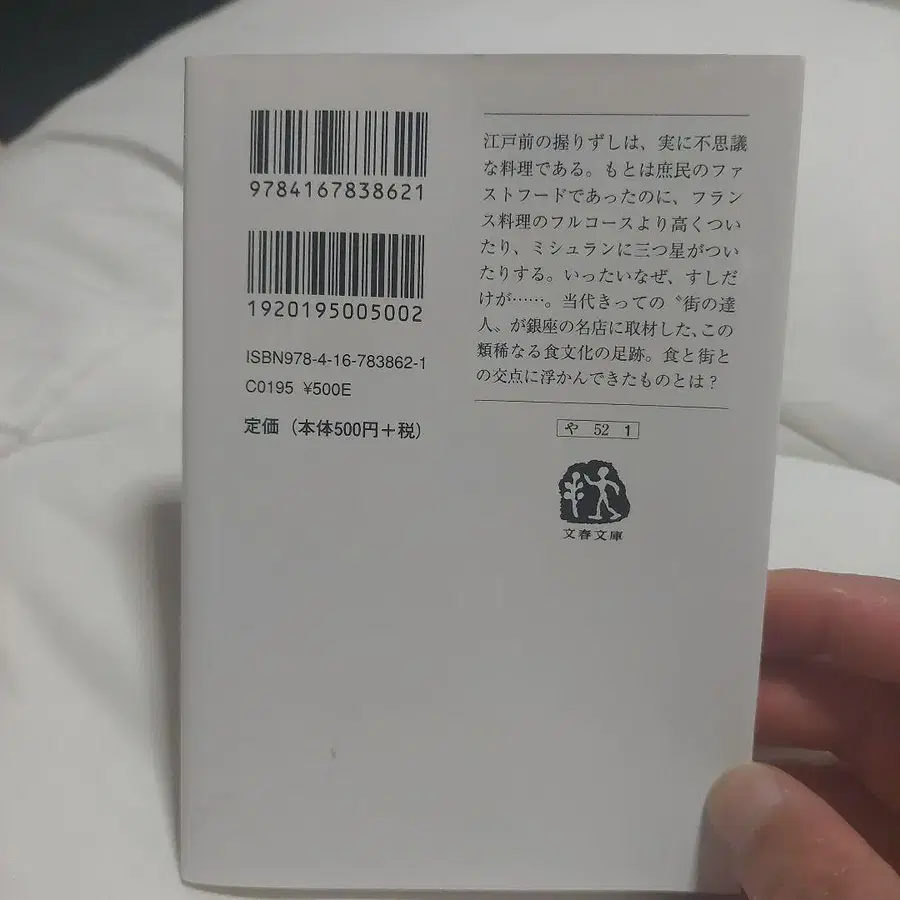 9784167838621
1920195005002
ISBN978-4-16-783862-1
C0195 ¥500E
定価（本体500円＋税）
江戸前の握りずしは、実に不思議
な料理である。もとは庶民のファ
ストフードであったのに、フラン
ス料理のフルコースより高くつい
たり、ミシュランに三つ星がつい
たりする。いったいなぜ、すしだ
けが……。当代きっての〝街の達
人〟が銀座の名店に取材した、この
類稀なる食文化の足跡。食と街と
の交点に浮かんできたものとは？
や 52 1
文春文庫